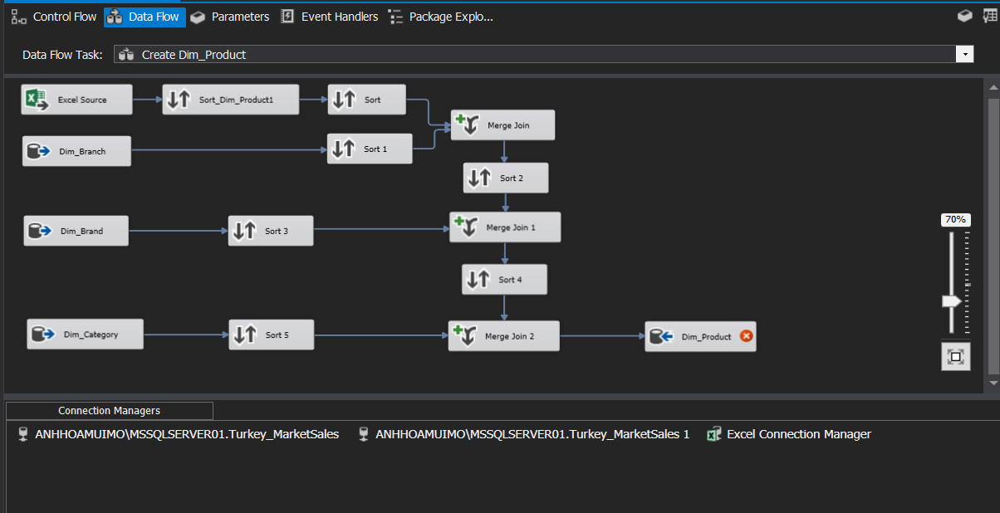 Control Flow
Data Flow
Parameters
Event Handlers
Package Explo...
Data Flow Task:
Create Dim_Product
Excel Source
Sort_Dim_Product1
Sort
Merge Join
Dim_Branch
Sort 1
Sort 2
Dim_Brand
Sort 3
Merge Join 1
70%
Sort 4
Dim_Category
Sort 5
Merge Join 2
Dim_Product
Connection Managers
ANHHOAMUIMO\MSSQLSERVER01.Turkey_MarketSales
ANHHOAMUIMO\MSSQLSERVER01.Turkey_MarketSales 1
Excel Connection Manager